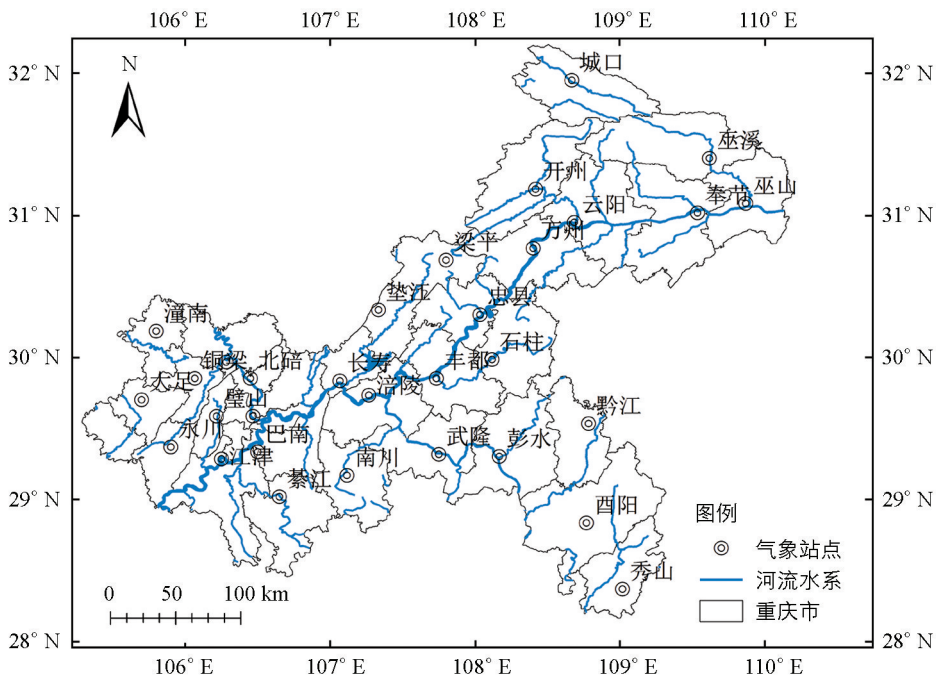 106° E 107° E 108° E 109° E 110° E
32° N 32° N
N
城口
巫溪
开州
巫山
奉节
云阳
31° N 31° N
万州
梁平
垫江
忠县
潼南
石柱
30° N 30° N
铜梁 北碚 长寿 丰都
大足
涪陵
璧山
黔江
永川 巴南
江津 武隆 彭水
南川
綦江
29° N 29° N
酉阳
图例
气象站点
秀山
河流水系
0 50 100 km
重庆市
28° N 28° N
106° E 107° E 108° E 109° E 110° E